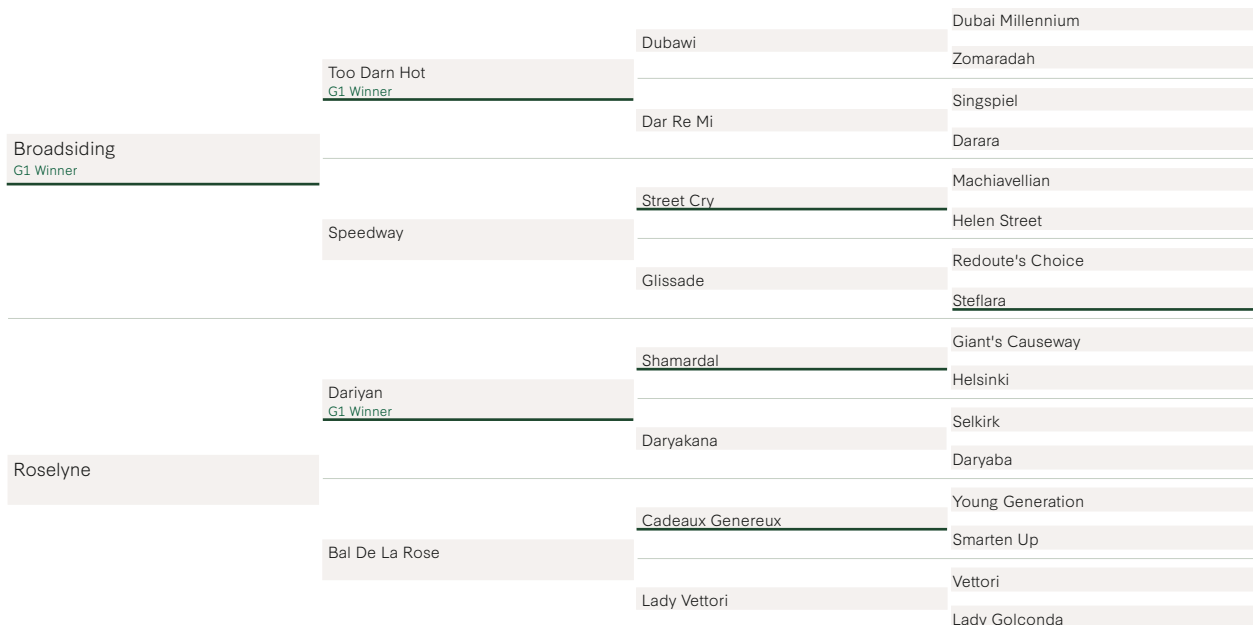 Broadsiding
G1 Winner
Roselyne
Too Darn Hot
G1 Winner
Speedway
Dariyan
G1 Winner
Bal De La Rose
Dubawi
Dar Re Mi
Street Cry
Glissade
Shamardal
Daryakana
Cadeaux Genereux
Lady Vettori
Dubai Millennium
Zomaradah
Singspiel
Darara
Machiavellian
Helen Street
Redoute's Choice
Steflara
Giant's Causeway
Helsinki
Selkirk
Daryaba
Young Generation
Smarten Up
Vettori
Lady Golconda